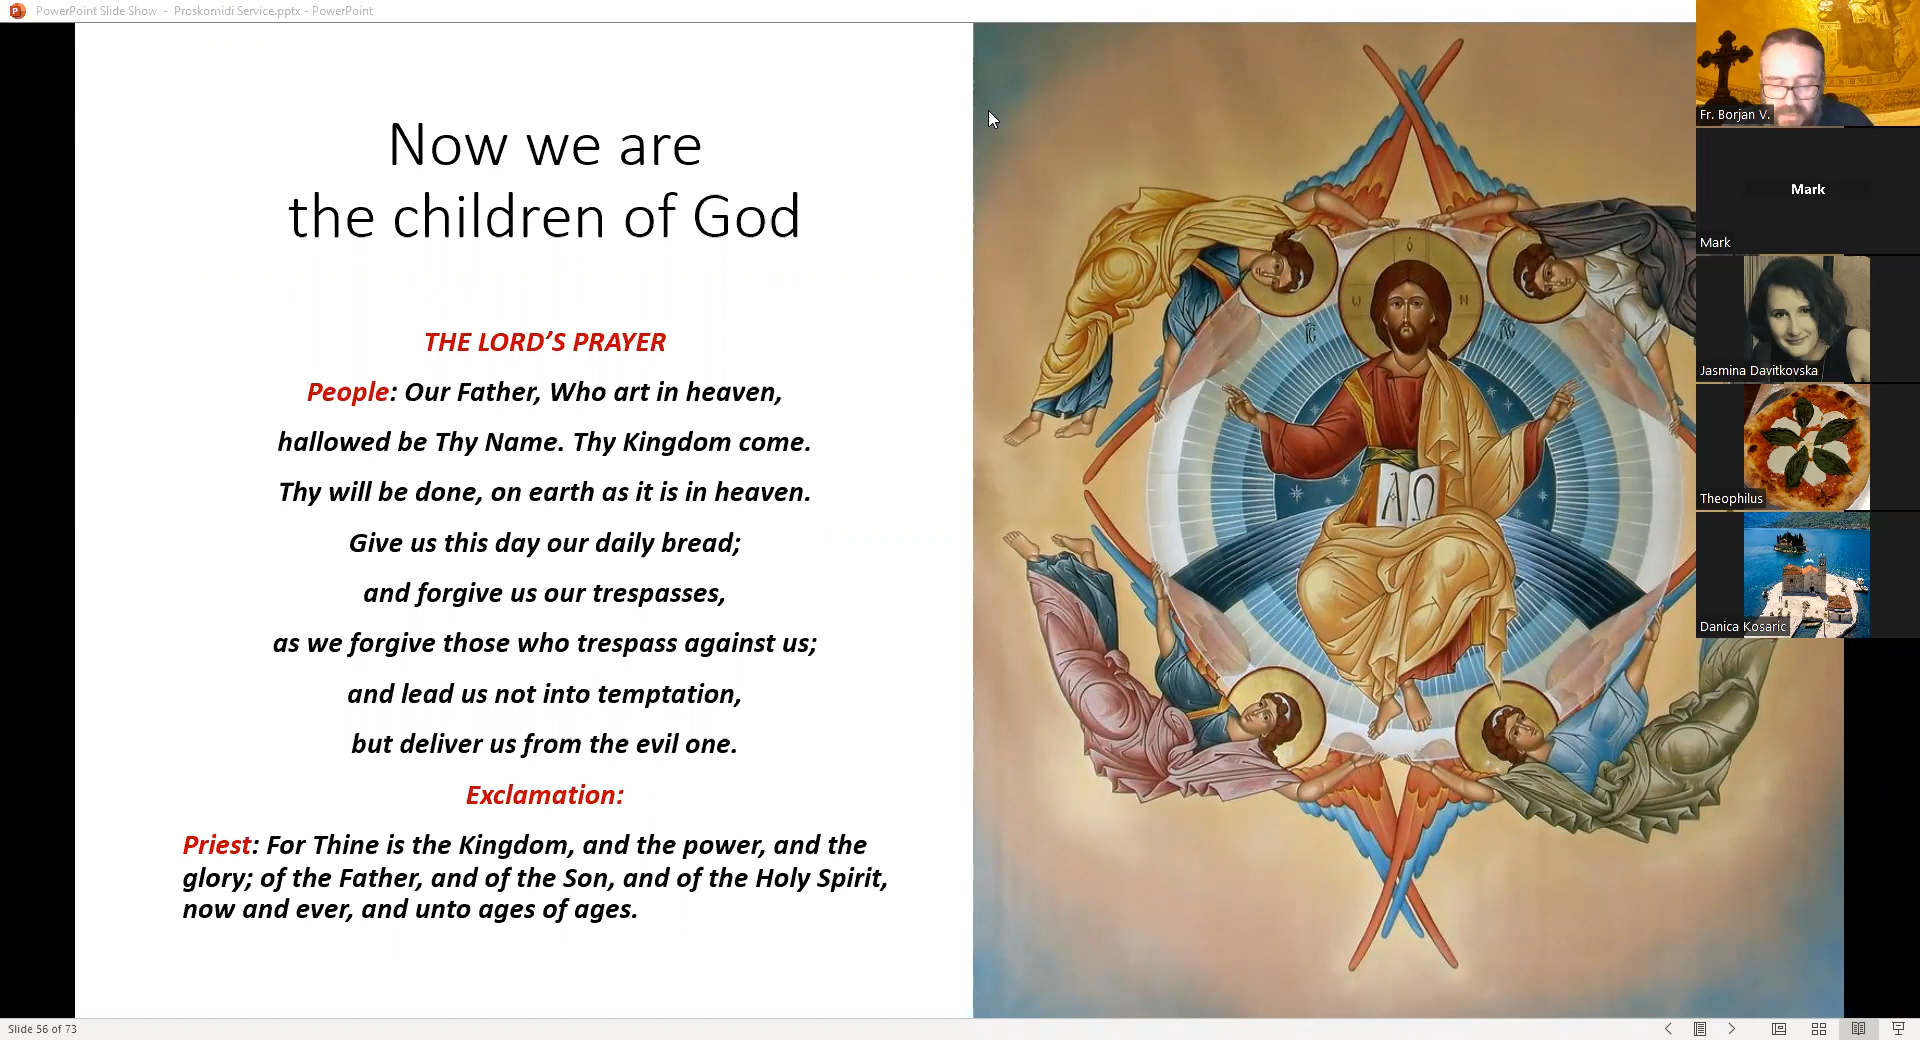 PowerPoint Slide Show - Proskomidi Service.pptx - PowerPoint
Now we are
the children of God
THE LORD’S PRAYER
People: Our Father, Who art in heaven,
hallowed be Thy Name. Thy Kingdom come.
Thy will be done, on earth as it is in heaven.
Give us this day our daily bread;
and forgive us our trespasses,
as we forgive those who trespass against us;
and lead us not into temptation,
but deliver us from the evil one.
Exclamation:
Priest: For Thine is the Kingdom, and the power, and the
glory; of the Father, and of the Son, and of the Holy Spirit,
now and ever, and unto ages of ages.
ὁ
ω Ν
ΙC ΧC
Α Ω
Fr. Borjan V.
Mark
Mark
Jasmina Davitkovska
Theophilus
Danica Kosaric
Slide 56 of 73